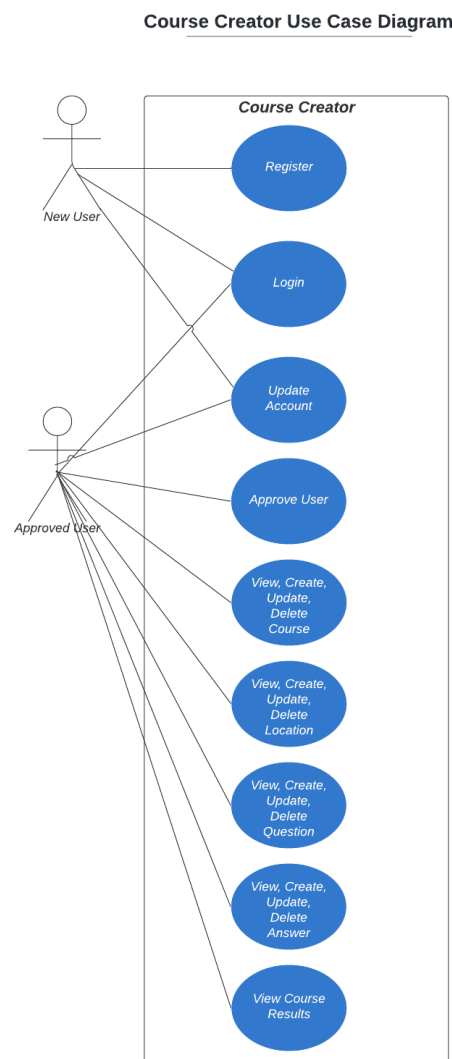 Course Creator Use Case Diagram
Course Creator
Register
New User
Login
Update
Account
Approve User
Approved User
View, Create,
Update,
Delete
Course
View, Create,
Update,
Delete
Location
View, Create,
Update,
Delete
Question
View, Create,
Update,
Delete
Answer
View Course
Results